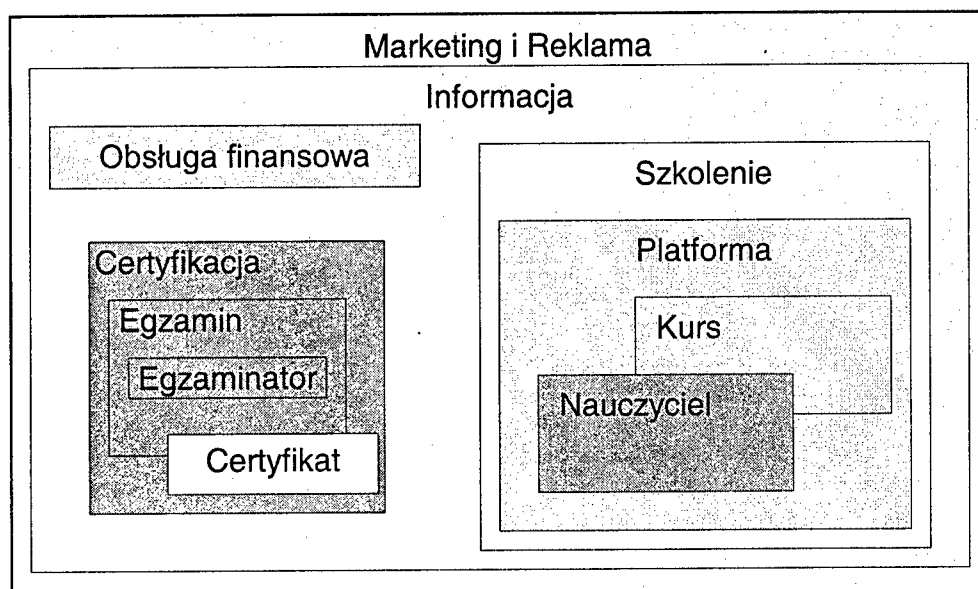 Marketing i Reklama
Informacja
Obsługa finansowa
Szkolenie
Platforma
Certyfikacja
Egzamin
Kurs
Egzaminator
Nauczyciel
Certyfikat